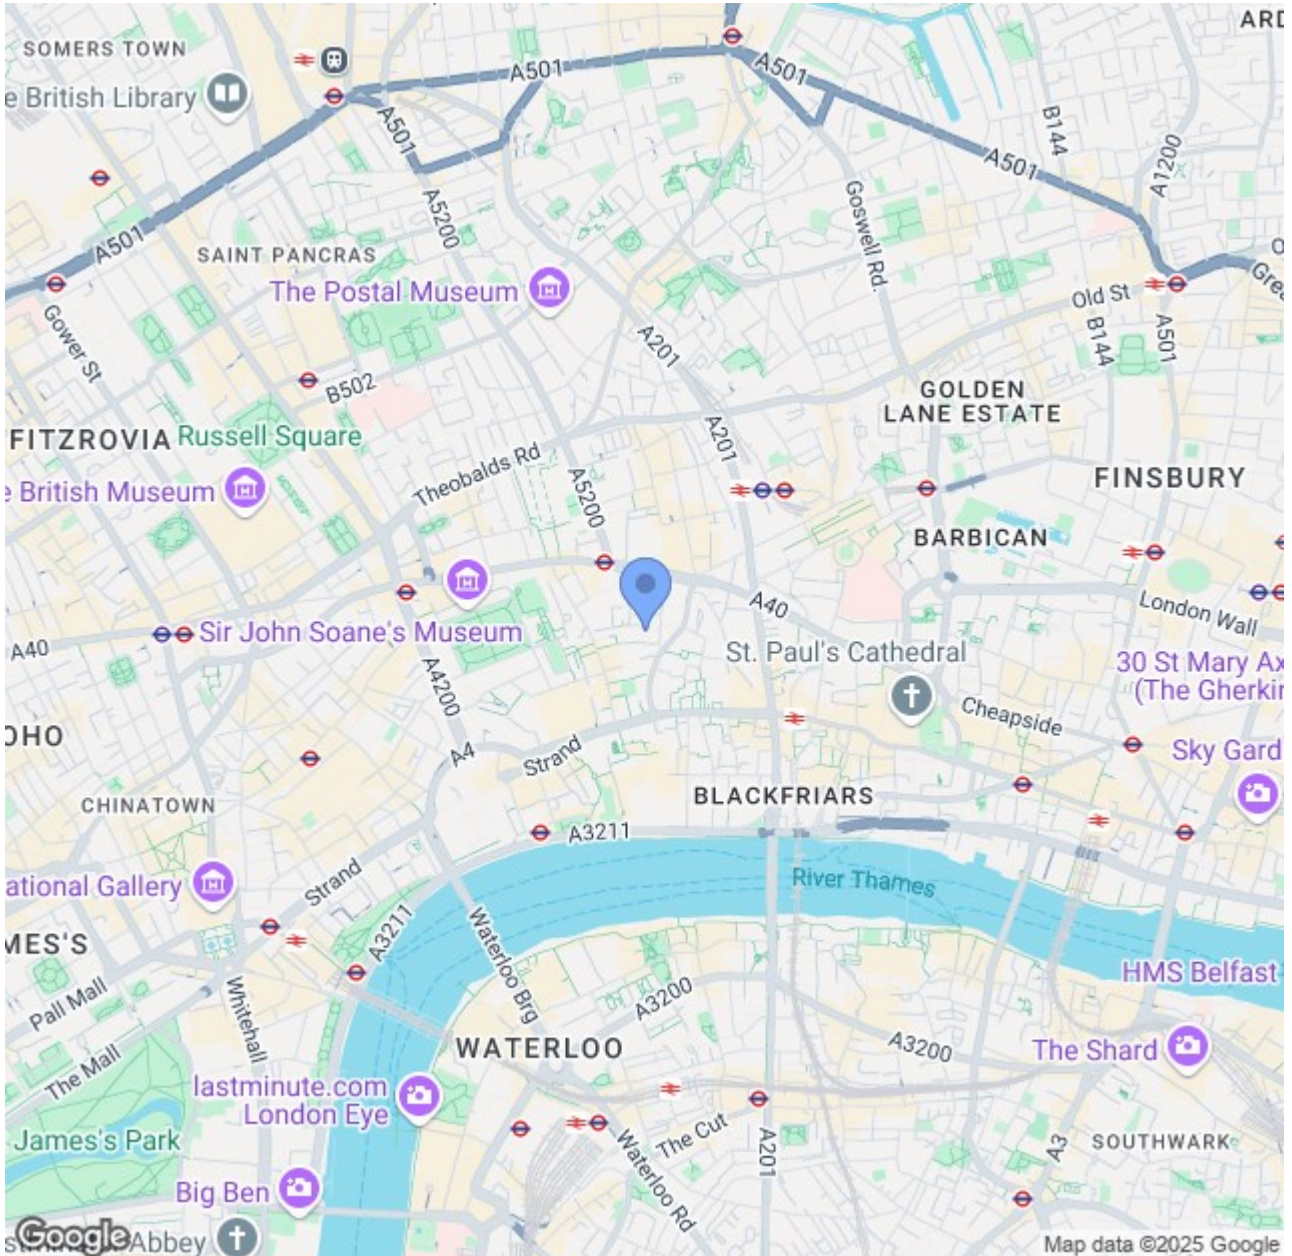 ARD
SOMERS TOWN
A501
A501
e British Library
A501
B144
A1200
A501
A5200
Goswell Rd.
A501
SAINT PANCRAS
The Postal Museum
Old St
Grea
Gower St
A201
B144
A501
B502
GOLDEN
LANE ESTATE
FITZROVIA
Russell Square
A201
Theobalds Rd
FINSBURY
e British Museum
A5200
BARBICAN
A40
London Wall
Sir John Soane's Museum
A40
St. Paul's Cathedral
30 St Mary Ax
(The Gherkin
A4200
Cheapside
OHO
A4
Strand
Sky Gard
CHINATOWN
BLACKFRIARS
A3211
ational Gallery
Strand
River Thames
A3211
MES'S
Waterloo Brg
HMS Belfast
Pall Mall
Whitehall
A3200
WATERLOO
A3200
The Shard
The Mall
lastminute.com
London Eye
James's Park
The Cut
A201
A3
SOUTHWARK
Waterloo Rd
Big Ben
Google
Abbey
Map data ©2025 Google